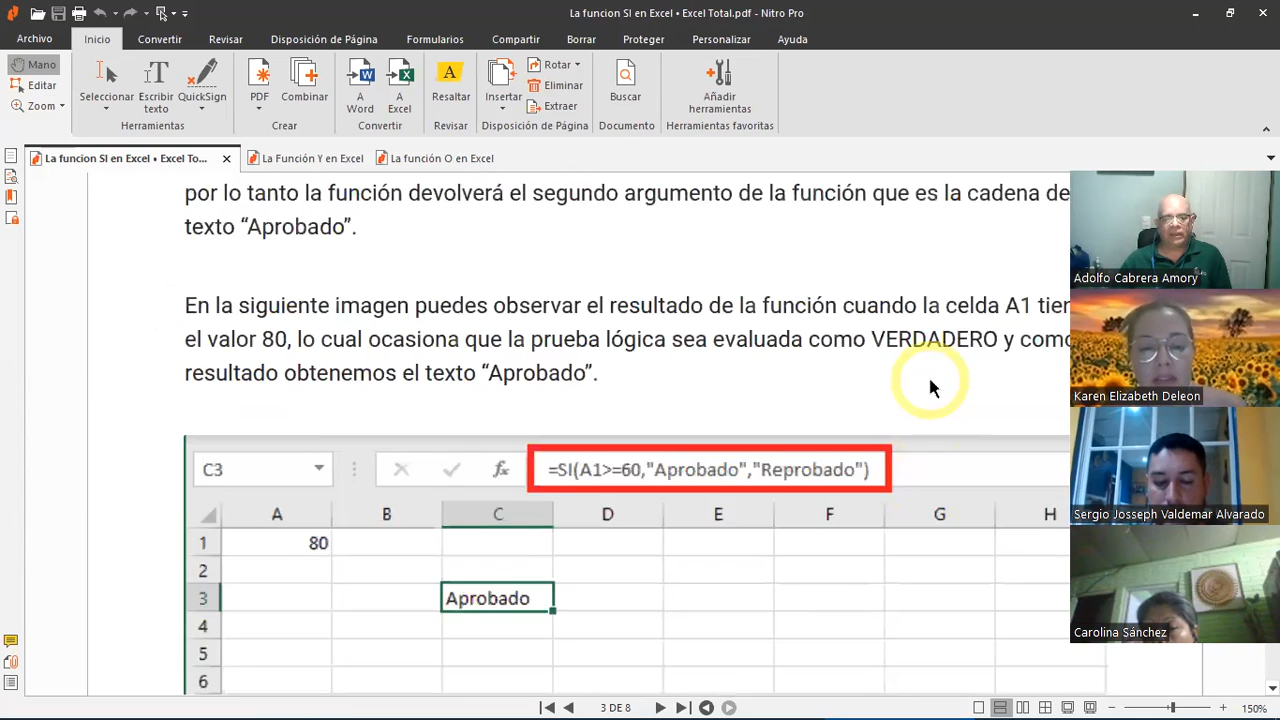 La funcion SI en Excel • Excel Total.pdf - Nitro Pro
Archivo
Inicio
Convertir
Revisar
Disposición de Página
Formularios
Compartir
Borrar
Proteger
Personalizar
Ayuda
Mano
Editar
Zoom
Seleccionar
Escribir texto
QuickSign
Herramientas
PDF
Combinar
Crear
A Word
A Excel
Convertir
Resaltar
Revisar
Insertar
Rotar
Eliminar
Extraer
Disposición de Página
Buscar
Documento
Añadir herramientas
Herramientas favoritas
La funcion SI en Excel • Excel To...
La Función Y en Excel
La función O en Excel
por lo tanto la función devolverá el segundo argumento de la función que es la cadena de
texto “Aprobado”.
En la siguiente imagen puedes observar el resultado de la función cuando la celda A1 tien
el valor 80, lo cual ocasiona que la prueba lógica sea evaluada como VERDADERO y como
resultado obtenemos el texto “Aprobado”.
C3
fx
=SI(A1>=60,"Aprobado","Reprobado")
A B C D E F G H
1 80
2
3 Aprobado
4
5
6
Adolfo Cabrera Amory
Karen Elizabeth Deleon
Sergio Josseph Valdemar Alvarado
Carolina Sánchez
3 DE 8
150%